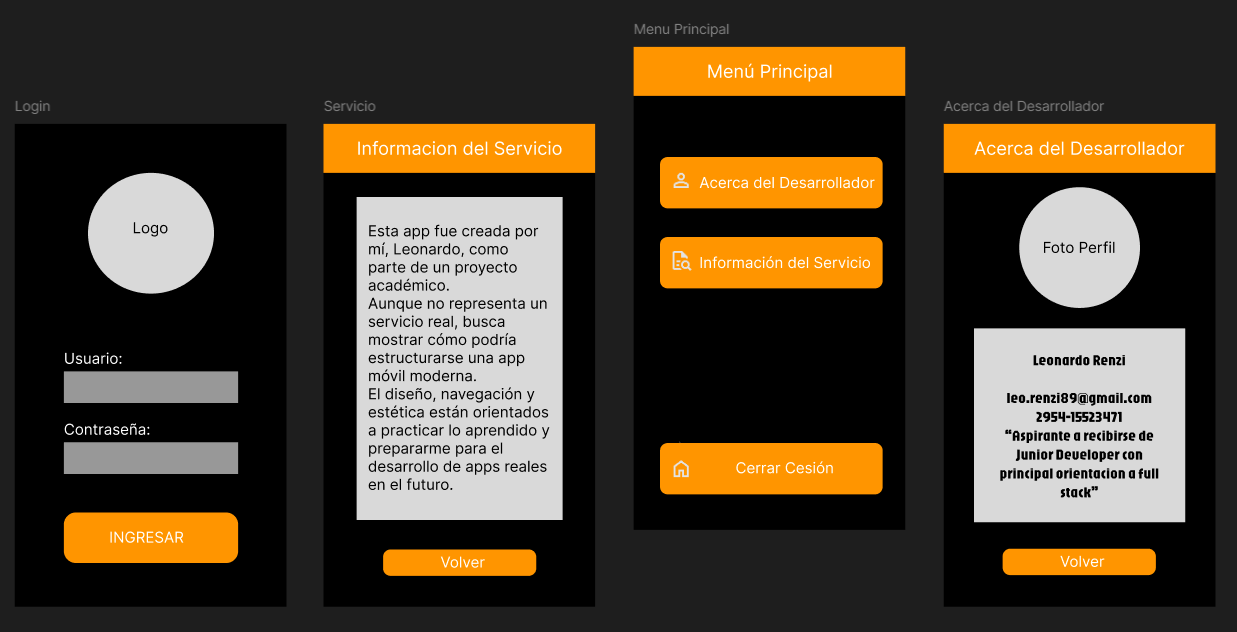 Login
Logo
Usuario:
Contraseña:
INGRESAR
Servicio
Informacion del Servicio
Esta app fue creada por
mí, Leonardo, como
parte de un proyecto
académico.
Aunque no representa un
servicio real, busca
mostrar cómo podría
estructurarse una app
móvil moderna.
El diseño, navegación y
estética están orientados
a practicar lo aprendido y
prepararme para el
desarrollo de apps reales
en el futuro.
Volver
Menu Principal
Menú Principal
Acerca del Desarrollador
Información del Servicio
Cerrar Cesión
Acerca del Desarrollador
Acerca del Desarrollador
Foto Perfil
Leonardo Renzi
leo.renzi89@gmail.com
2954-15523471
“Aspirante a recibirse de
Junior Developer con
principal orientacion a full
stack”
Volver